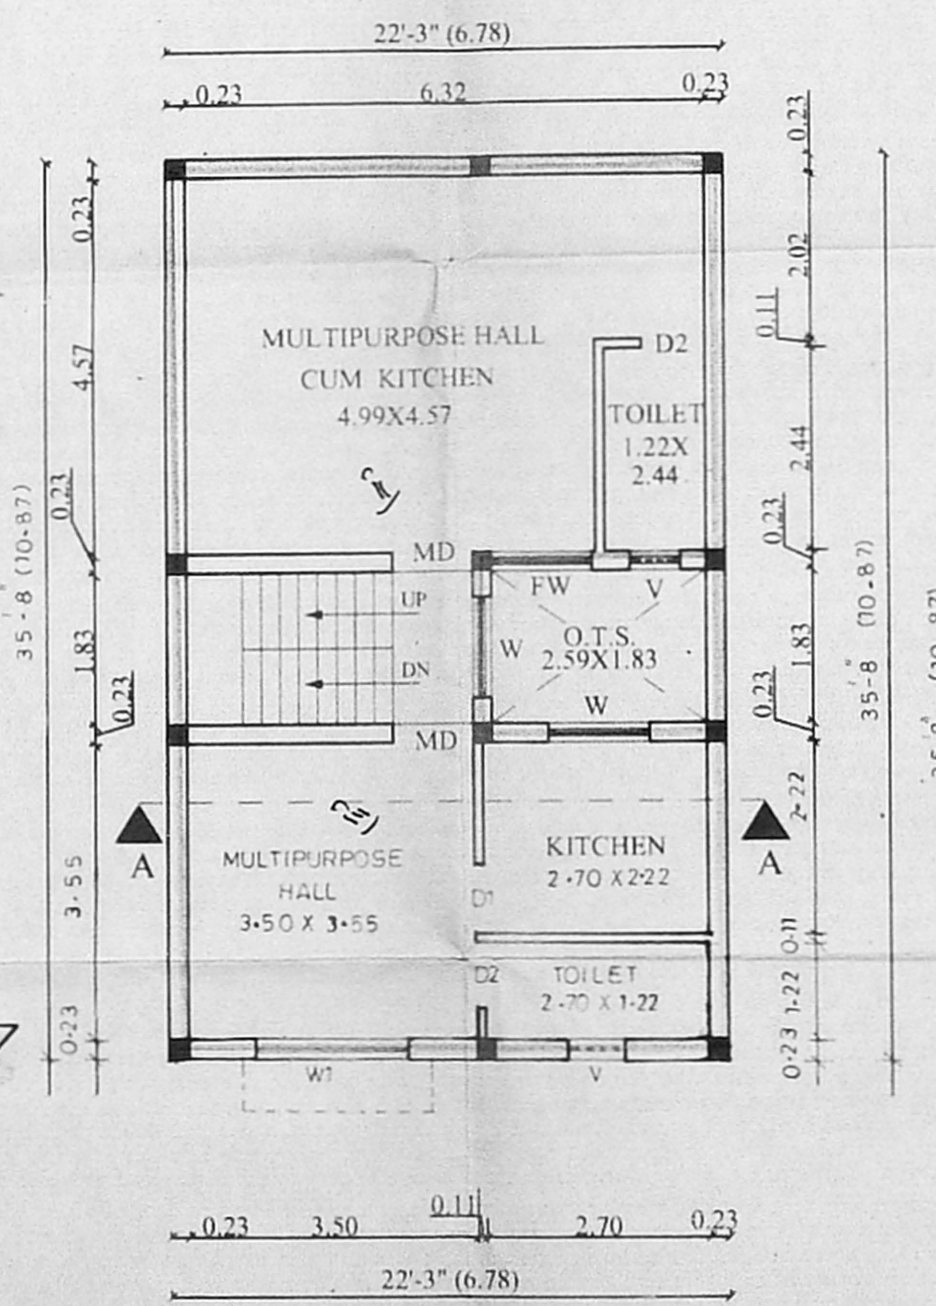 22'-3" (6.78)
0.23 6.32 0.23
0.23
0.23
2.02
0.11
4.57
MULTIPURPOSE HALL
CUM KITCHEN
4.99X4.57
D2
TOILET
1.22X
2.44
2.44
0.23
0.23
35'-8" (10.87)
35'-8" (10.87)
MD
FW
V
UP
DN
W
O.T.S.
2.59X1.83
W
1.83
1.83
0.23
0.23
MD
2.22
A
A
KITCHEN
2.70 X 2.22
MULTIPURPOSE
HALL
3.50 X 3.55
D1
3.55
0.11
D2
TOILET
2.70 X 1.22
1.22
0.23
0.23
W1
V
0.11
0.23 3.50 2.70 0.23
22'-3" (6.78)